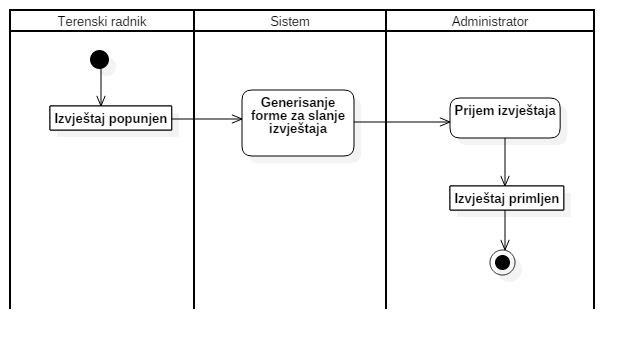 Terenski radnik
Sistem
Administrator
Izvještaj popunjen
Generisanje
forme za slanje
izvještaja
Prijem izvještaja
Izvještaj primljen